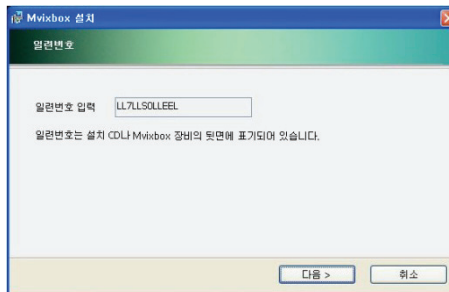 Mvixbox 설치
일련번호
일련번호 입력 LL7LLS0LLEEL
일련번호는 설치 CD나 Mvixbox 장비의 뒷면에 표기되어 있습니다.
다음 > 취소